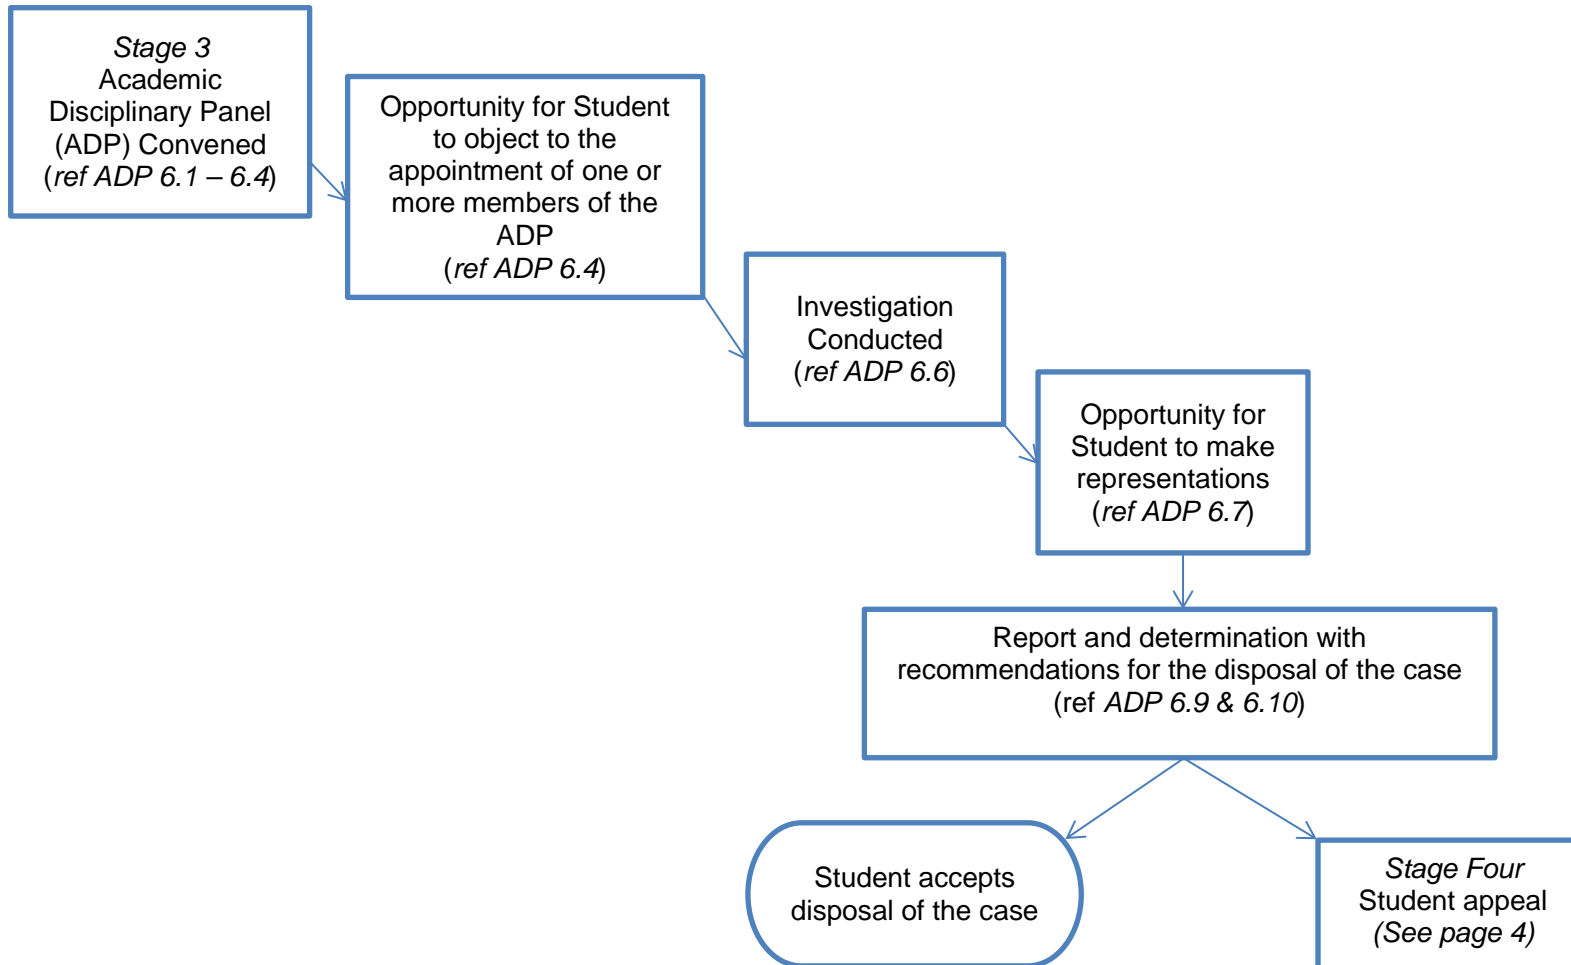 Stage 3
Academic
Disciplinary Panel
(ADP) Convened
(ref ADP 6.1 – 6.4)
Opportunity for Student
to object to the
appointment of one or
more members of the
ADP
(ref ADP 6.4)
Investigation
Conducted
(ref ADP 6.6)
Opportunity for
Student to make
representations
(ref ADP 6.7)
Report and determination with
recommendations for the disposal of the case
(ref ADP 6.9 & 6.10)
Student accepts
disposal of the case
Stage Four
Student appeal
(See page 4)